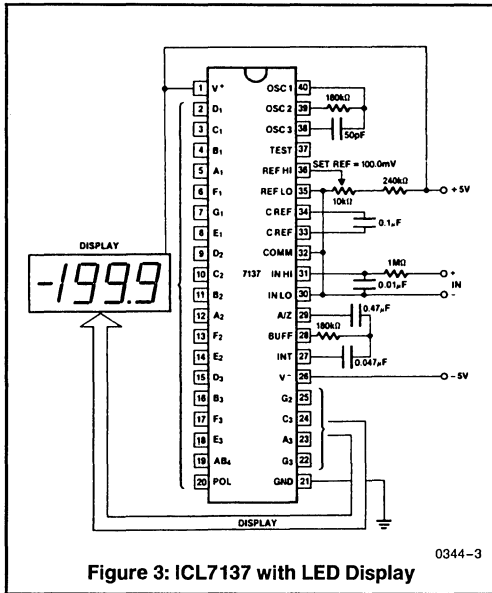 1 V+ OSC 1 40
2 D1 OSC 2 39 180kΩ
3 C1 OSC 3 38 50pF
4 B1 TEST 37
5 A1 REF HI 36 SET REF = 100.0mV
6 F1 REF LO 35 10kΩ 240kΩ +5V
7 G1 C REF 34
8 E1 C REF 33 0.1µF
9 D2 COMM 32
10 C2 7137 IN HI 31 1MΩ + IN
11 B2 IN LO 30 0.01µF -
12 A2 A/Z 29 0.47µF
13 F2 BUFF 28 180kΩ
14 E2 INT 27 0.047µF
15 D3 V- 26 -5V
16 B3 G2 25
17 F3 C3 24
18 E3 A3 23
19 AB4 G3 22
20 POL GND 21
DISPLAY
-199.9
DISPLAY
0344-3
Figure 3: ICL7137 with LED Display